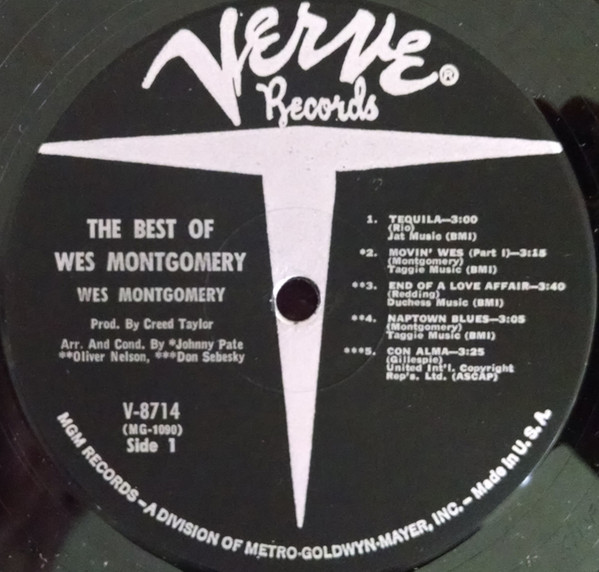 Verve®
Records
THE BEST OF
WES MONTGOMERY
WES MONTGOMERY
Prod. By Creed Taylor
Arr. And Cond. By *Johnny Pate
**Oliver Nelson, ***Don Sebesky
V-8714
(MG-1090)
Side 1
1. TEQUILA—3:00
(Rio)
Jat Music (BMI)
*2. MOVIN' WES (Part I)—3:15
(Montgomery)
Taggie Music (BMI)
**3. END OF A LOVE AFFAIR—3:40
(Redding)
Duchess Music (BMI)
**4. NAPTOWN BLUES—3:05
(Montgomery)
Taggie Music (BMI)
***5. CON ALMA—3:25
(Gillespie)
United Int'l. Copyright
Rep's. Ltd. (ASCAP)
MGM RECORDS—A DIVISION OF METRO-GOLDWYN-MAYER, INC.—Made in U. S. A.